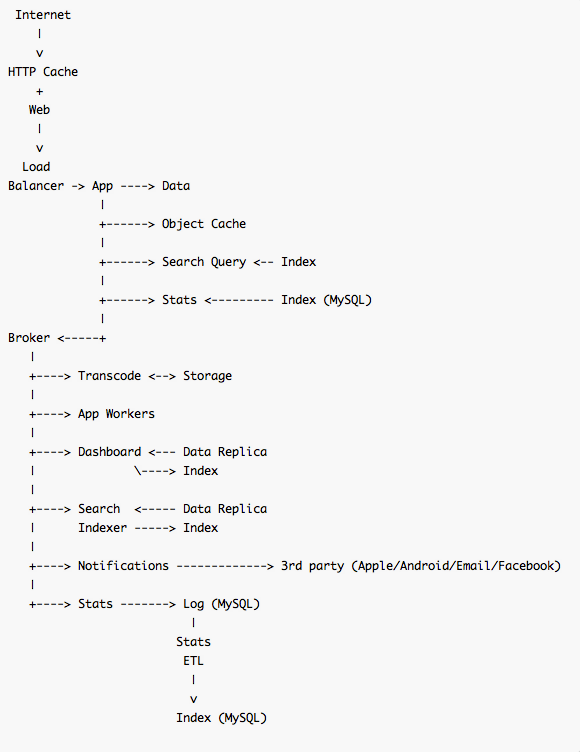 Internet
|
v
HTTP Cache
+
Web
|
v
Load
Balancer -> App ----> Data
|
+------> Object Cache
|
+------> Search Query <-- Index
|
+------> Stats <--------- Index (MySQL)
|
Broker <-----+
|
+----> Transcode <--> Storage
|
+----> App Workers
|
+----> Dashboard <--- Data Replica
| \----> Index
|
+----> Search <----- Data Replica
| Indexer -----> Index
|
+----> Notifications -------------> 3rd party (Apple/Android/Email/Facebook)
|
+----> Stats -------> Log (MySQL)
|
Stats
ETL
|
v
Index (MySQL)